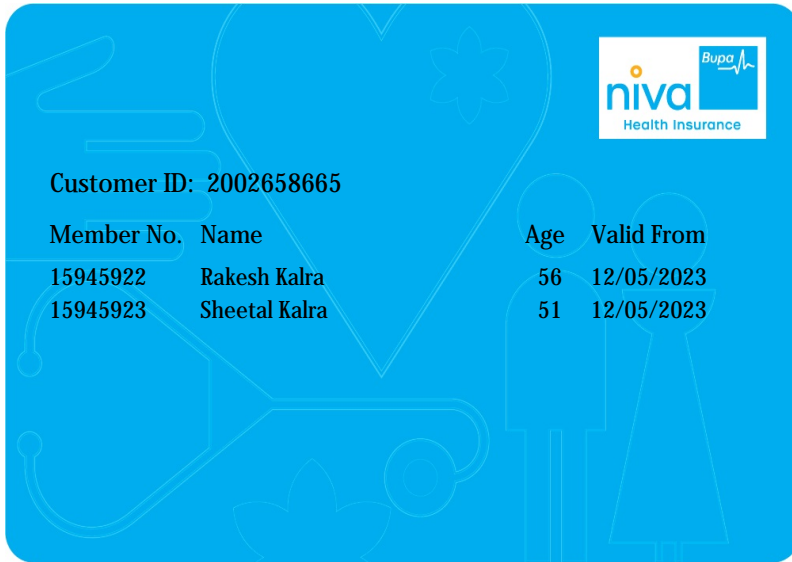 Bupa
niva
Health Insurance
Customer ID: 2002658665
Member No. Name Age Valid From
15945922 Rakesh Kalra 56 12/05/2023
15945923 Sheetal Kalra 51 12/05/2023